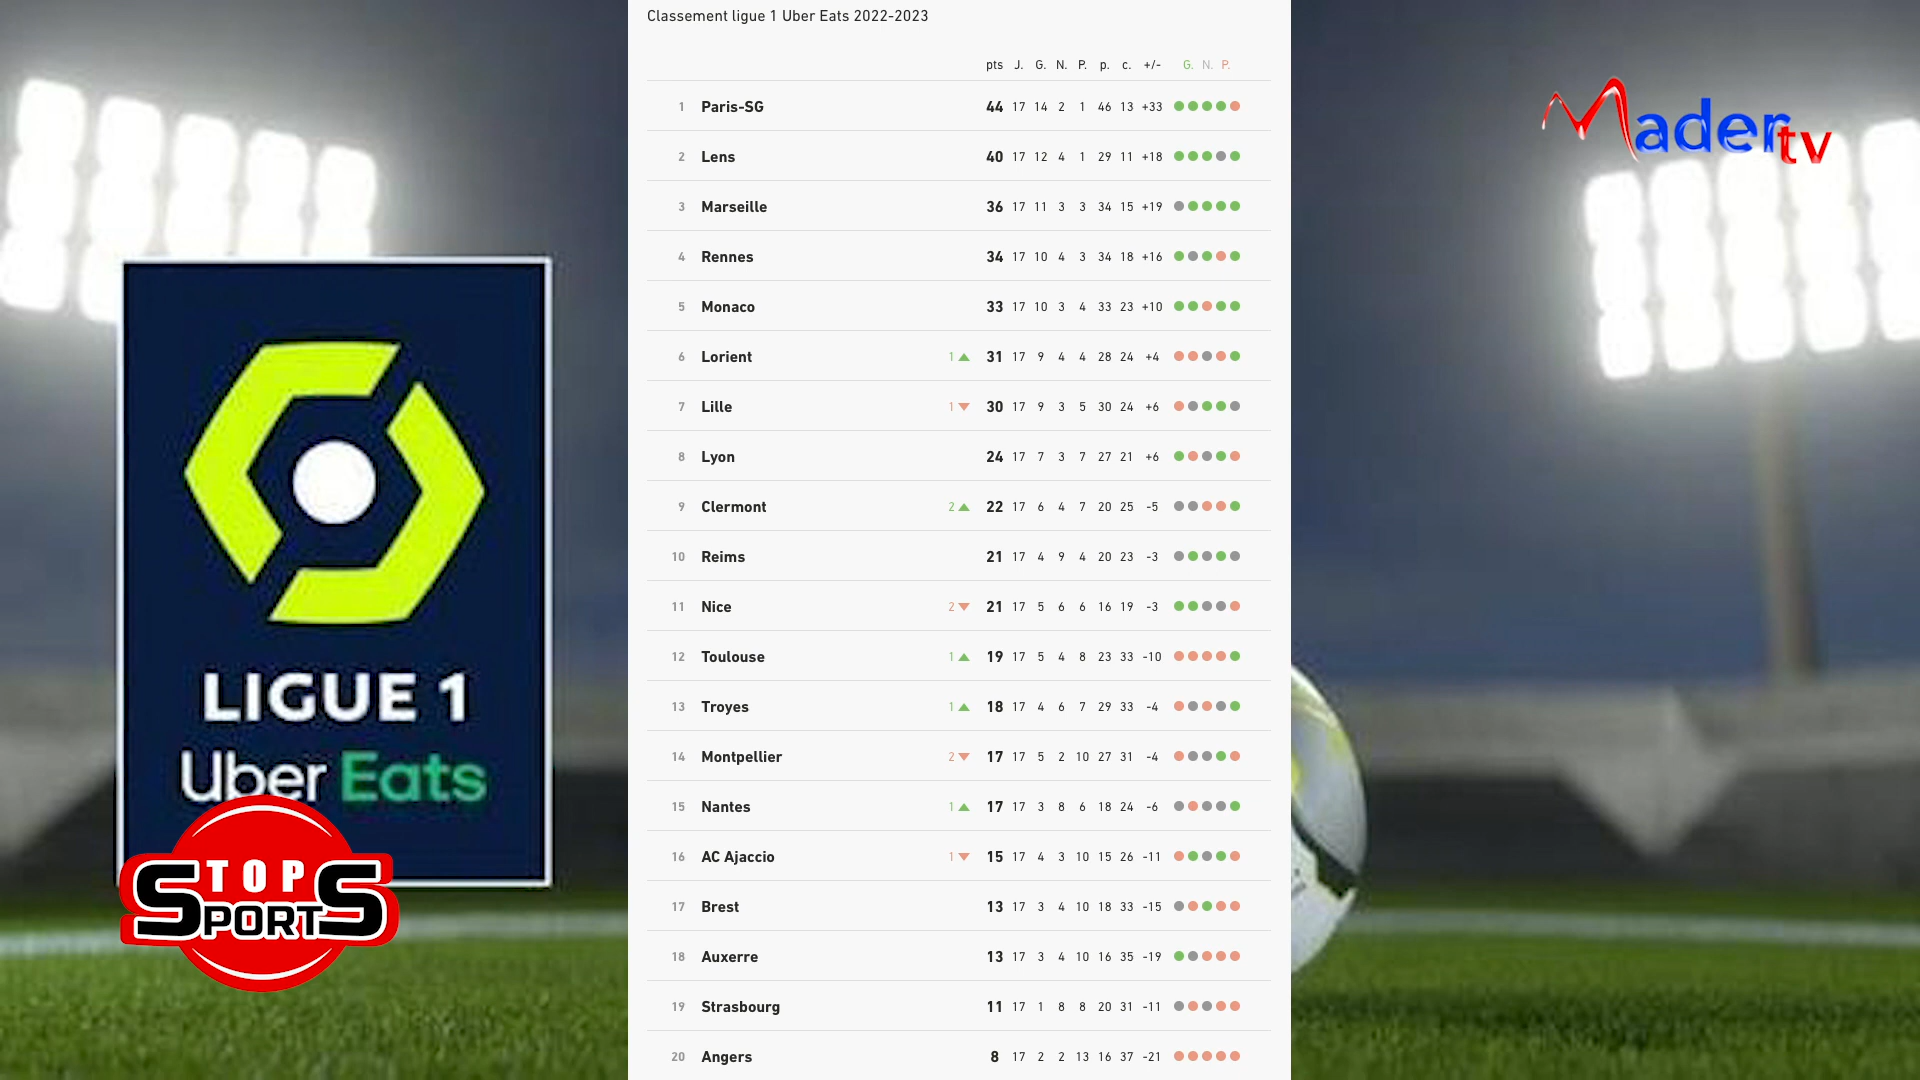 Classement ligue 1 Uber Eats 2022-2023
pts J. G. N. P. p. c. +/- G. N. P.
1 Paris-SG 44 17 14 2 1 46 13 +33
2 Lens 40 17 12 4 1 29 11 +18
3 Marseille 36 17 11 3 3 34 15 +19
4 Rennes 34 17 10 4 3 34 18 +16
5 Monaco 33 17 10 3 4 33 23 +10
6 Lorient 1 31 17 9 4 4 28 24 +4
7 Lille 1 30 17 9 3 5 30 24 +6
8 Lyon 24 17 7 3 7 27 21 +6
9 Clermont 2 22 17 6 4 7 20 25 -5
10 Reims 21 17 4 9 4 20 23 -3
11 Nice 2 21 17 5 6 6 16 19 -3
12 Toulouse 1 19 17 5 4 8 23 33 -10
13 Troyes 1 18 17 4 6 7 29 33 -4
14 Montpellier 2 17 17 5 2 10 27 31 -4
15 Nantes 1 17 17 3 8 6 18 24 -6
16 AC Ajaccio 1 15 17 4 3 10 15 26 -11
17 Brest 13 17 3 4 10 18 33 -15
18 Auxerre 13 17 3 4 10 16 35 -19
19 Strasbourg 11 17 1 8 8 20 31 -11
20 Angers 8 17 2 2 13 16 37 -21
LIGUE 1
Uber Eats
STOPS
SPORTS
Mader tv